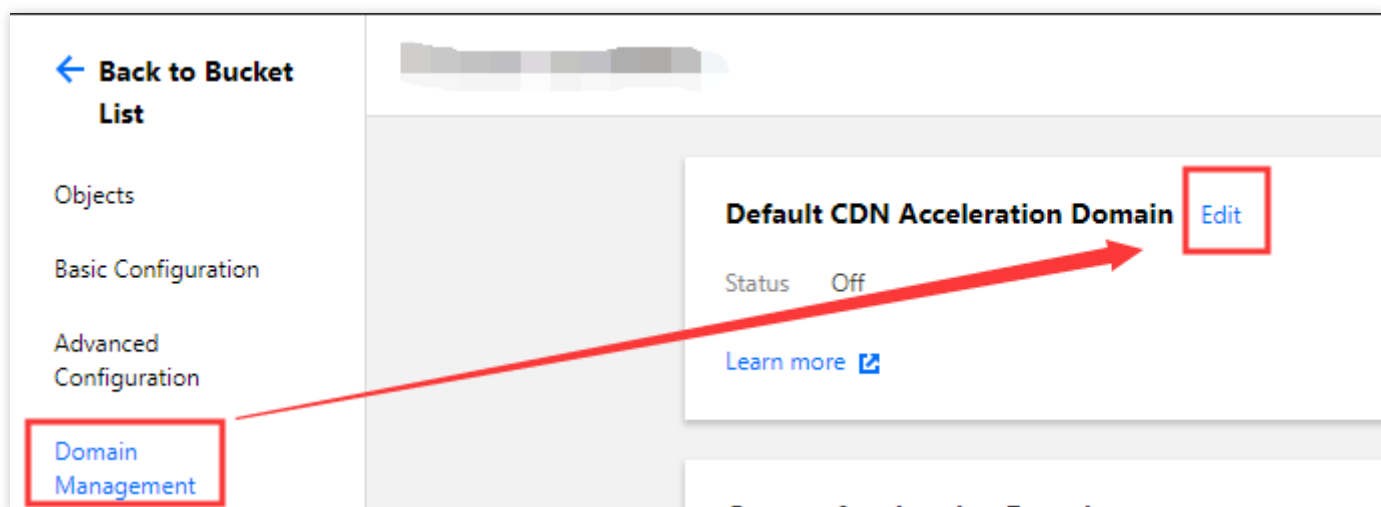 Back to Bucket
List
Objects
Basic Configuration
Advanced
Configuration
Domain
Management
Default CDN Acceleration Domain Edit
Status Off
Learn more